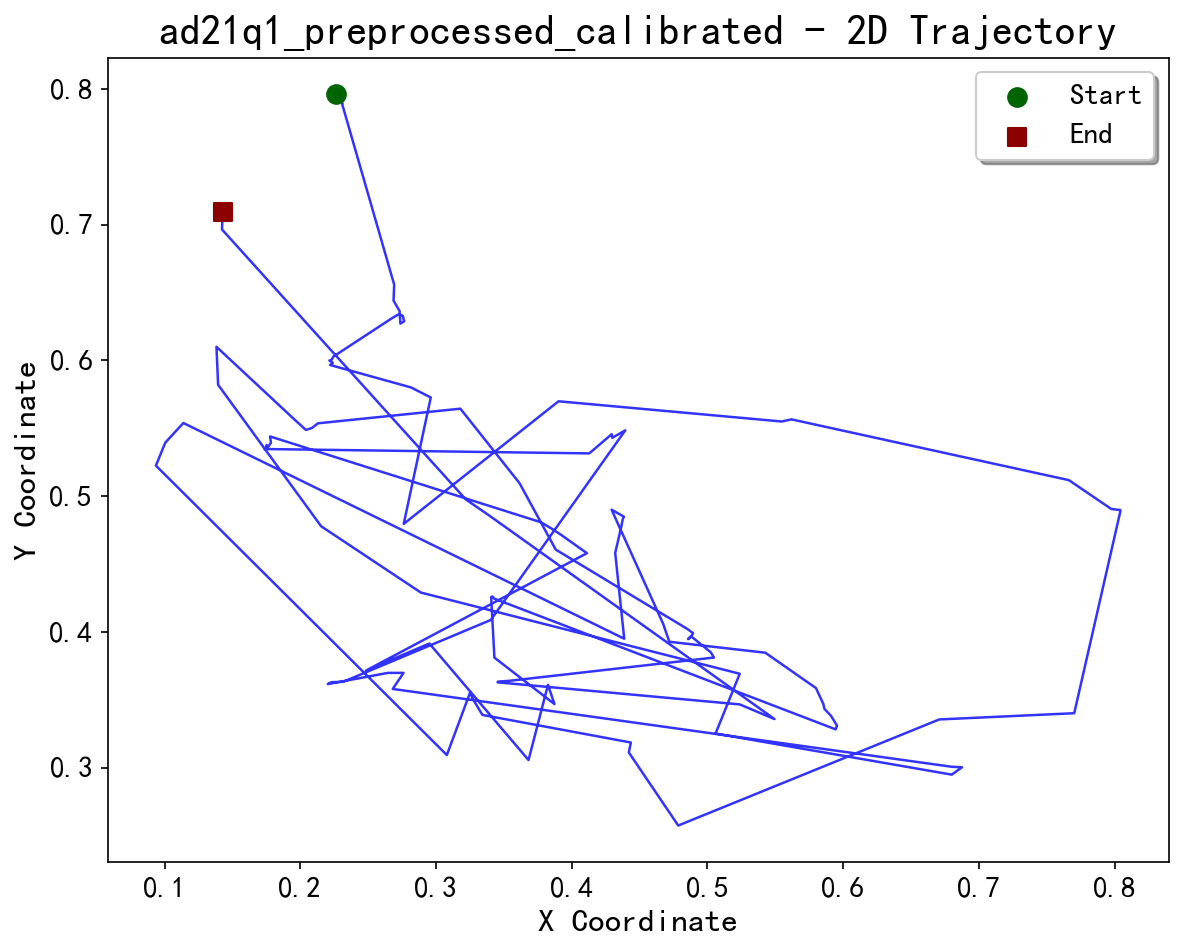 ad21q1_preprocessed_calibrated - 2D Trajectory
Start
End
Y Coordinate
0.8
0.7
0.6
0.5
0.4
0.3
0.1 0.2 0.3 0.4 0.5 0.6 0.7 0.8
X Coordinate